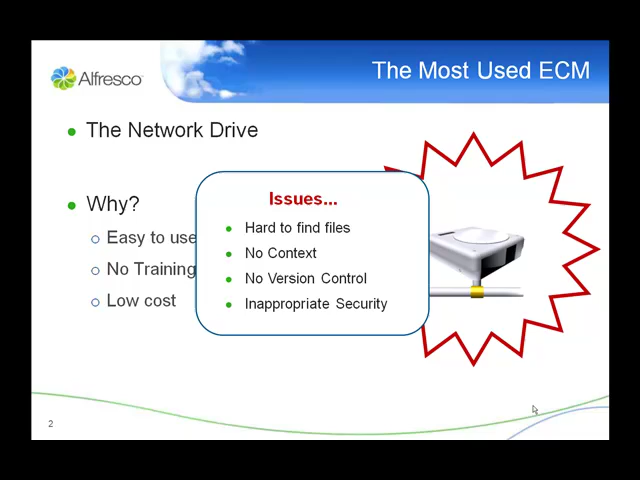 Alfresco
The Most Used ECM
The Network Drive
Why?
Easy to use
No Training
Low cost
Issues...
Hard to find files
No Context
No Version Control
Inappropriate Security
2